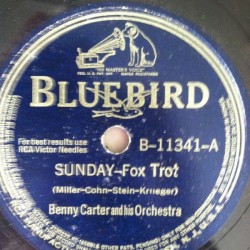 "HIS MASTER'S VOICE"
BLUEBIRD
For best results use
RCA Victor Needles
B-11341-A
SUNDAY-Fox Trot
(Miller-Cohn-Stein-Krueger)
Benny Carter and his Orchestra